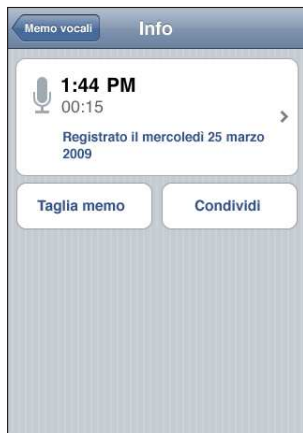 Memo vocali
Info
1:44 PM
00:15
Registrato il mercoledì 25 marzo
2009
Taglia memo
Condividi